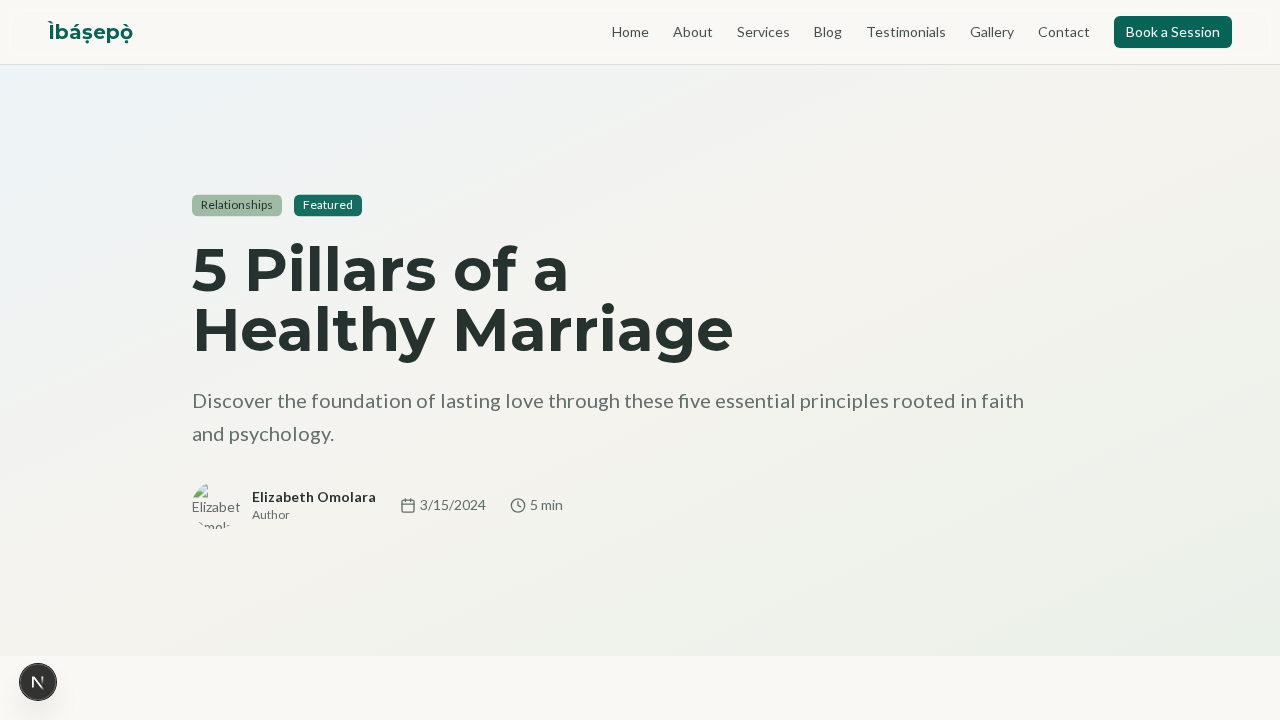 Ìbáṣepọ̀
Home
About
Services
Blog
Testimonials
Gallery
Contact
Book a Session
Relationships
Featured
5 Pillars of a
Healthy Marriage
Discover the foundation of lasting love through these five essential principles rooted in faith
and psychology.
Elizabet
Elizabeth Omolara
Author
3/15/2024
5 min
N